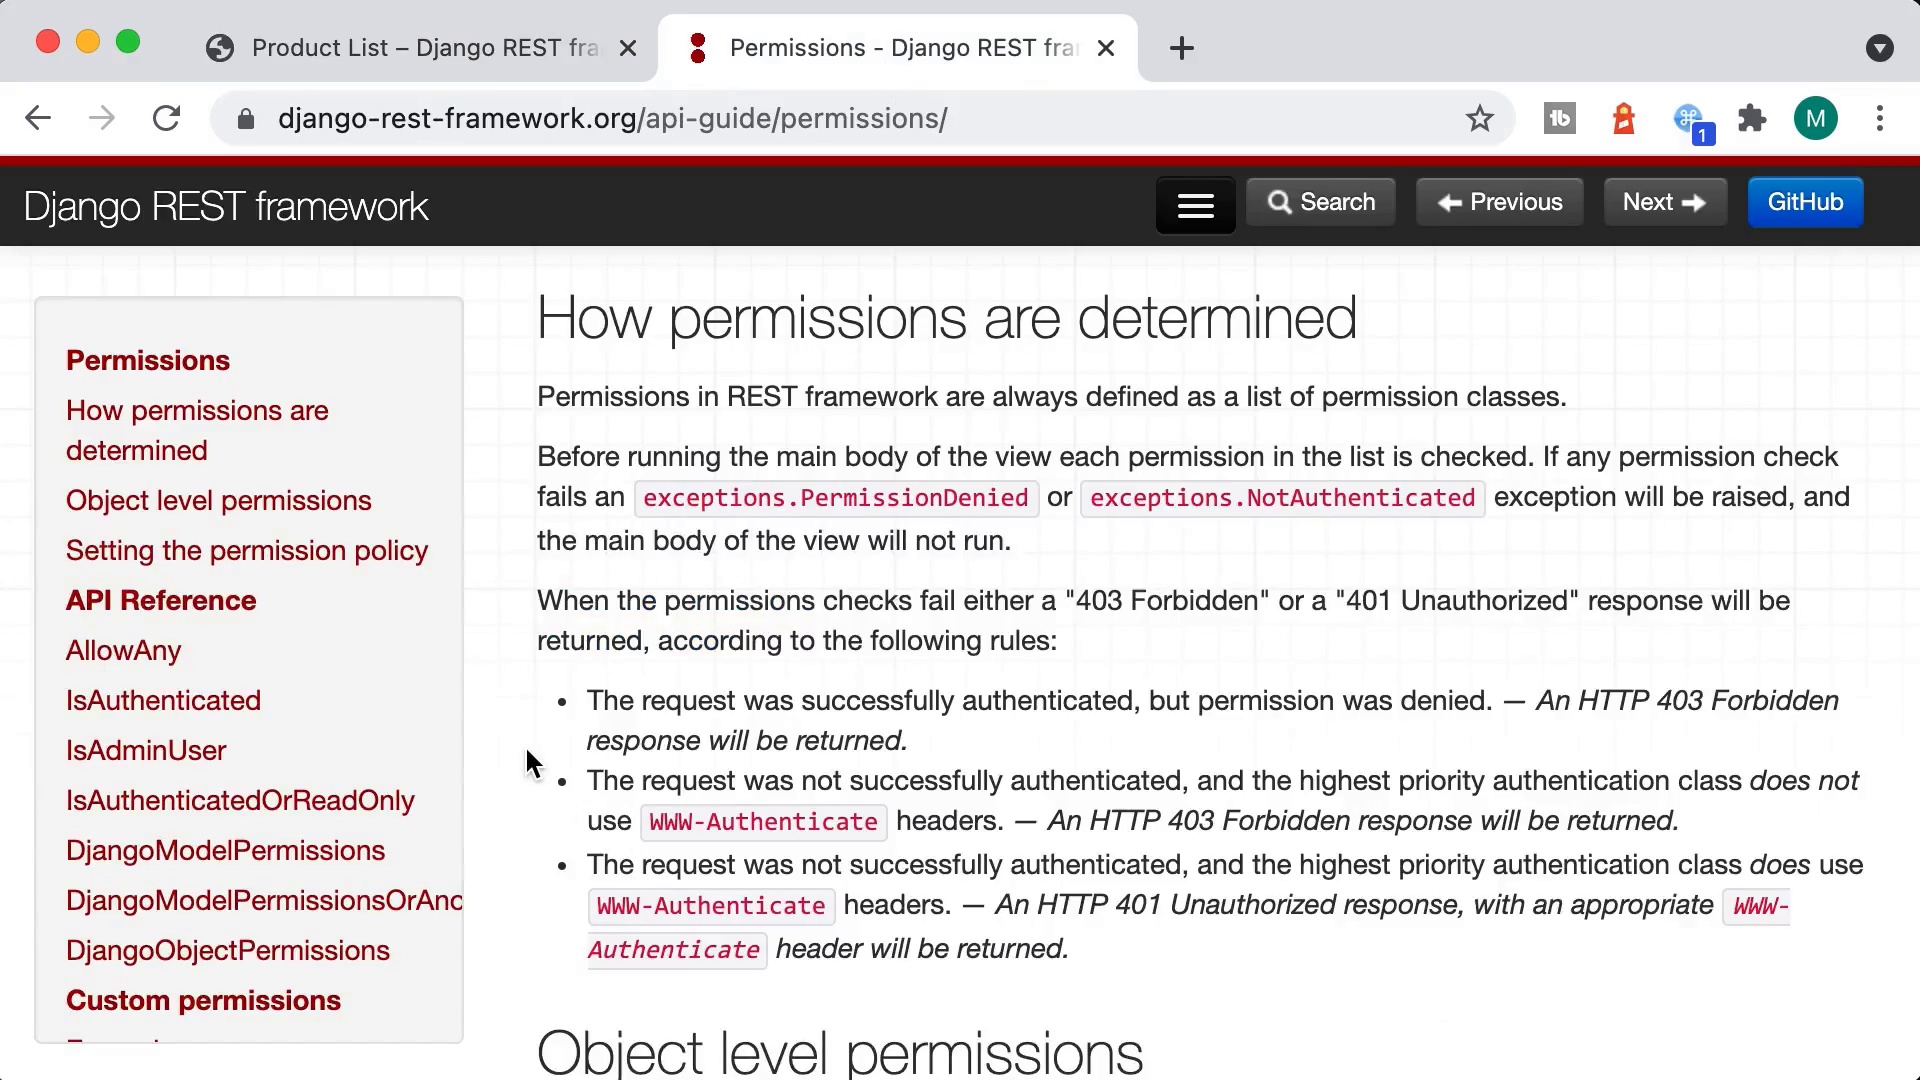 Product List – Django REST fra
Permissions - Django REST fra
django-rest-framework.org/api-guide/permissions/
1
M
Django REST framework
Search
Previous
Next
GitHub
Permissions
How permissions are
determined
Object level permissions
Setting the permission policy
API Reference
AllowAny
IsAuthenticated
IsAdminUser
IsAuthenticatedOrReadOnly
DjangoModelPermissions
DjangoModelPermissionsOrAnc
DjangoObjectPermissions
Custom permissions
How permissions are determined
Permissions in REST framework are always defined as a list of permission classes.
Before running the main body of the view each permission in the list is checked. If any permission check
fails an exceptions.PermissionDenied or exceptions.NotAuthenticated exception will be raised, and
the main body of the view will not run.
When the permissions checks fail either a "403 Forbidden" or a "401 Unauthorized" response will be
returned, according to the following rules:
• The request was successfully authenticated, but permission was denied. — An HTTP 403 Forbidden
response will be returned.
• The request was not successfully authenticated, and the highest priority authentication class does not
use WWW-Authenticate headers. — An HTTP 403 Forbidden response will be returned.
• The request was not successfully authenticated, and the highest priority authentication class does use
WWW-Authenticate headers. — An HTTP 401 Unauthorized response, with an appropriate WWW-
Authenticate header will be returned.
Object level permissions